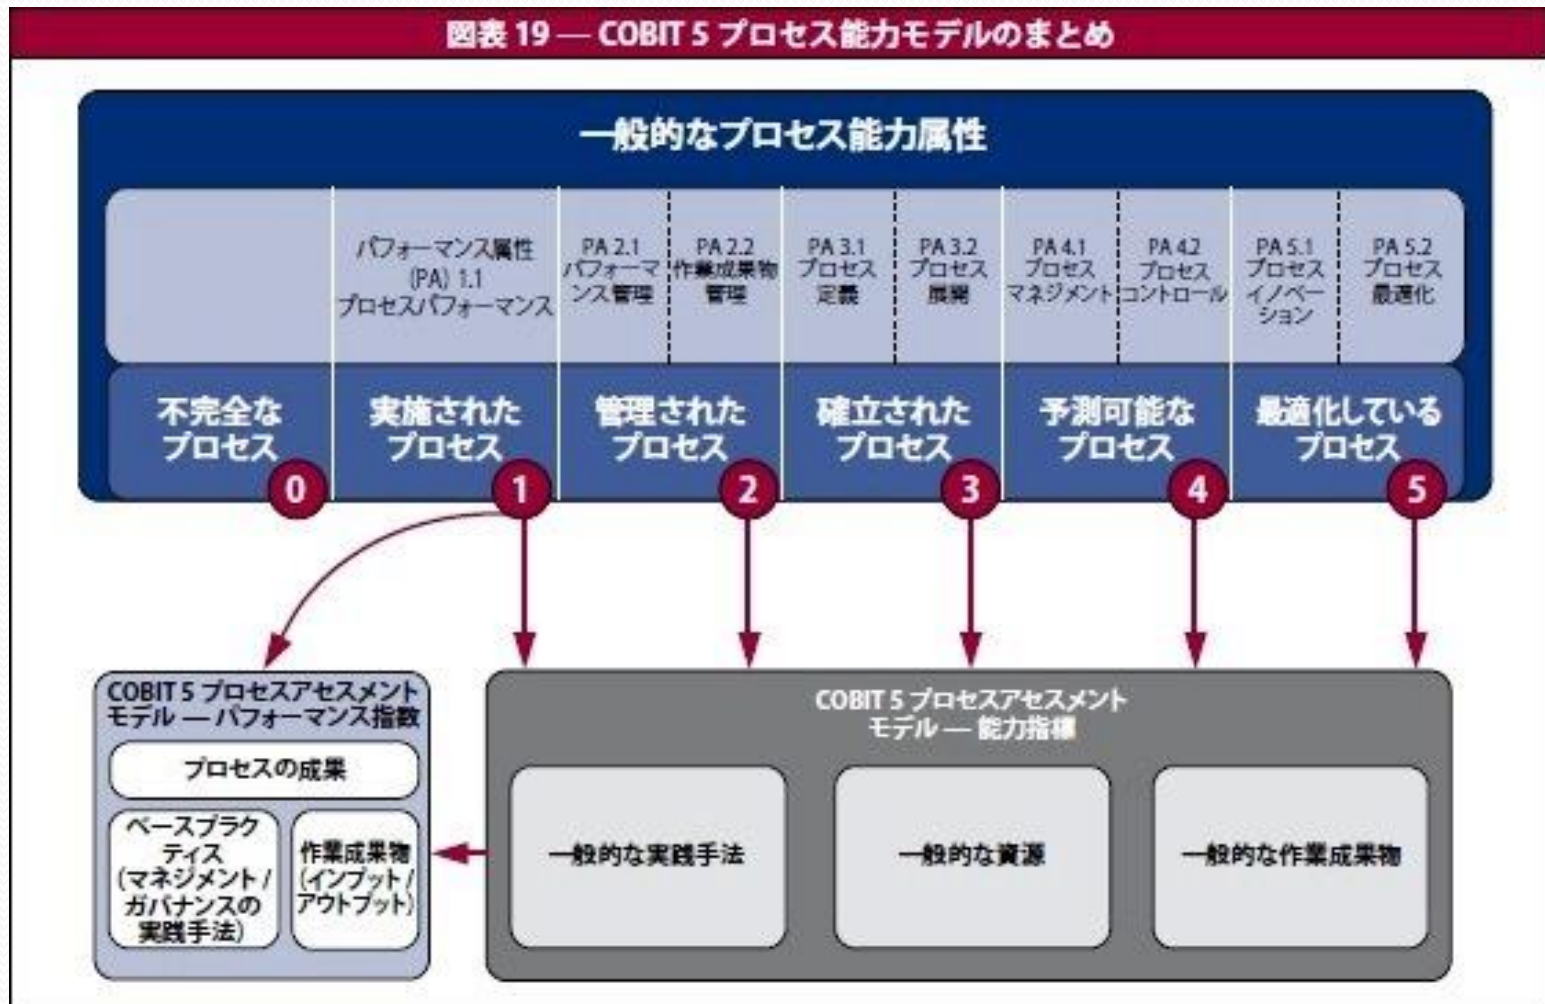 図表 19 — COBIT 5 プロセス能力モデルのまとめ
一般的なプロセス能力属性
パフォーマンス属性
(PA) 1.1
プロセスパフォーマンス
PA 2.1
パフォーマ
ンス管理
PA 2.2
作業成果物
管理
PA 3.1
プロセス
定義
PA 3.2
プロセス
展開
PA 4.1
プロセス
マネジメント
PA 4.2
プロセス
コントロール
PA 5.1
プロセス
イノベー
ション
PA 5.2
プロセス
最適化
不完全な
プロセス
0
実施された
プロセス
1
管理された
プロセス
2
確立された
プロセス
3
予測可能な
プロセス
4
最適化している
プロセス
5
COBIT 5 プロセスアセスメント
モデル — パフォーマンス指数
プロセスの成果
ベースプラク
ティス
(マネジメント /
ガバナンスの
実践手法)
作業成果物
(インプット /
アウトプット)
COBIT 5 プロセスアセスメント
モデル — 能力指標
一般的な実践手法
一般的な資源
一般的な作業成果物